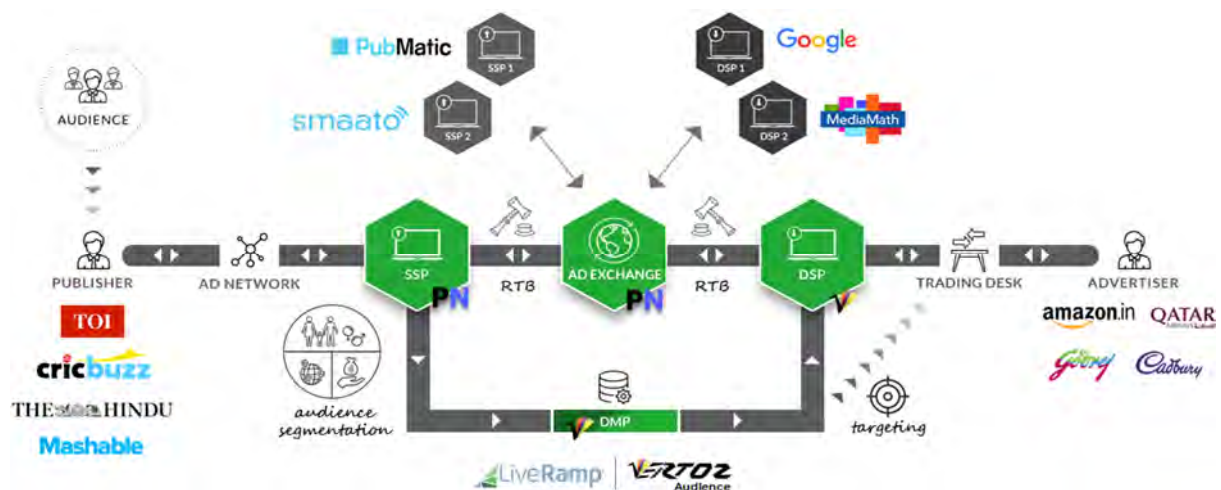 PubMatic
SSP 1
DSP 1
Google
AUDIENCE
smaato
SSP 2
DSP 2
MediaMath
PUBLISHER
AD NETWORK
SSP
PN
RTB
AD EXCHANGE
PN
RTB
DSP
V
TRADING DESK
ADVERTISER
TOI
cricbuzz
THE HINDU
Mashable
audience
segmentation
V
DMP
targeting
amazon.in
QATAR
Godrej
Cadbury
LiveRamp
VERTOZ
Audience